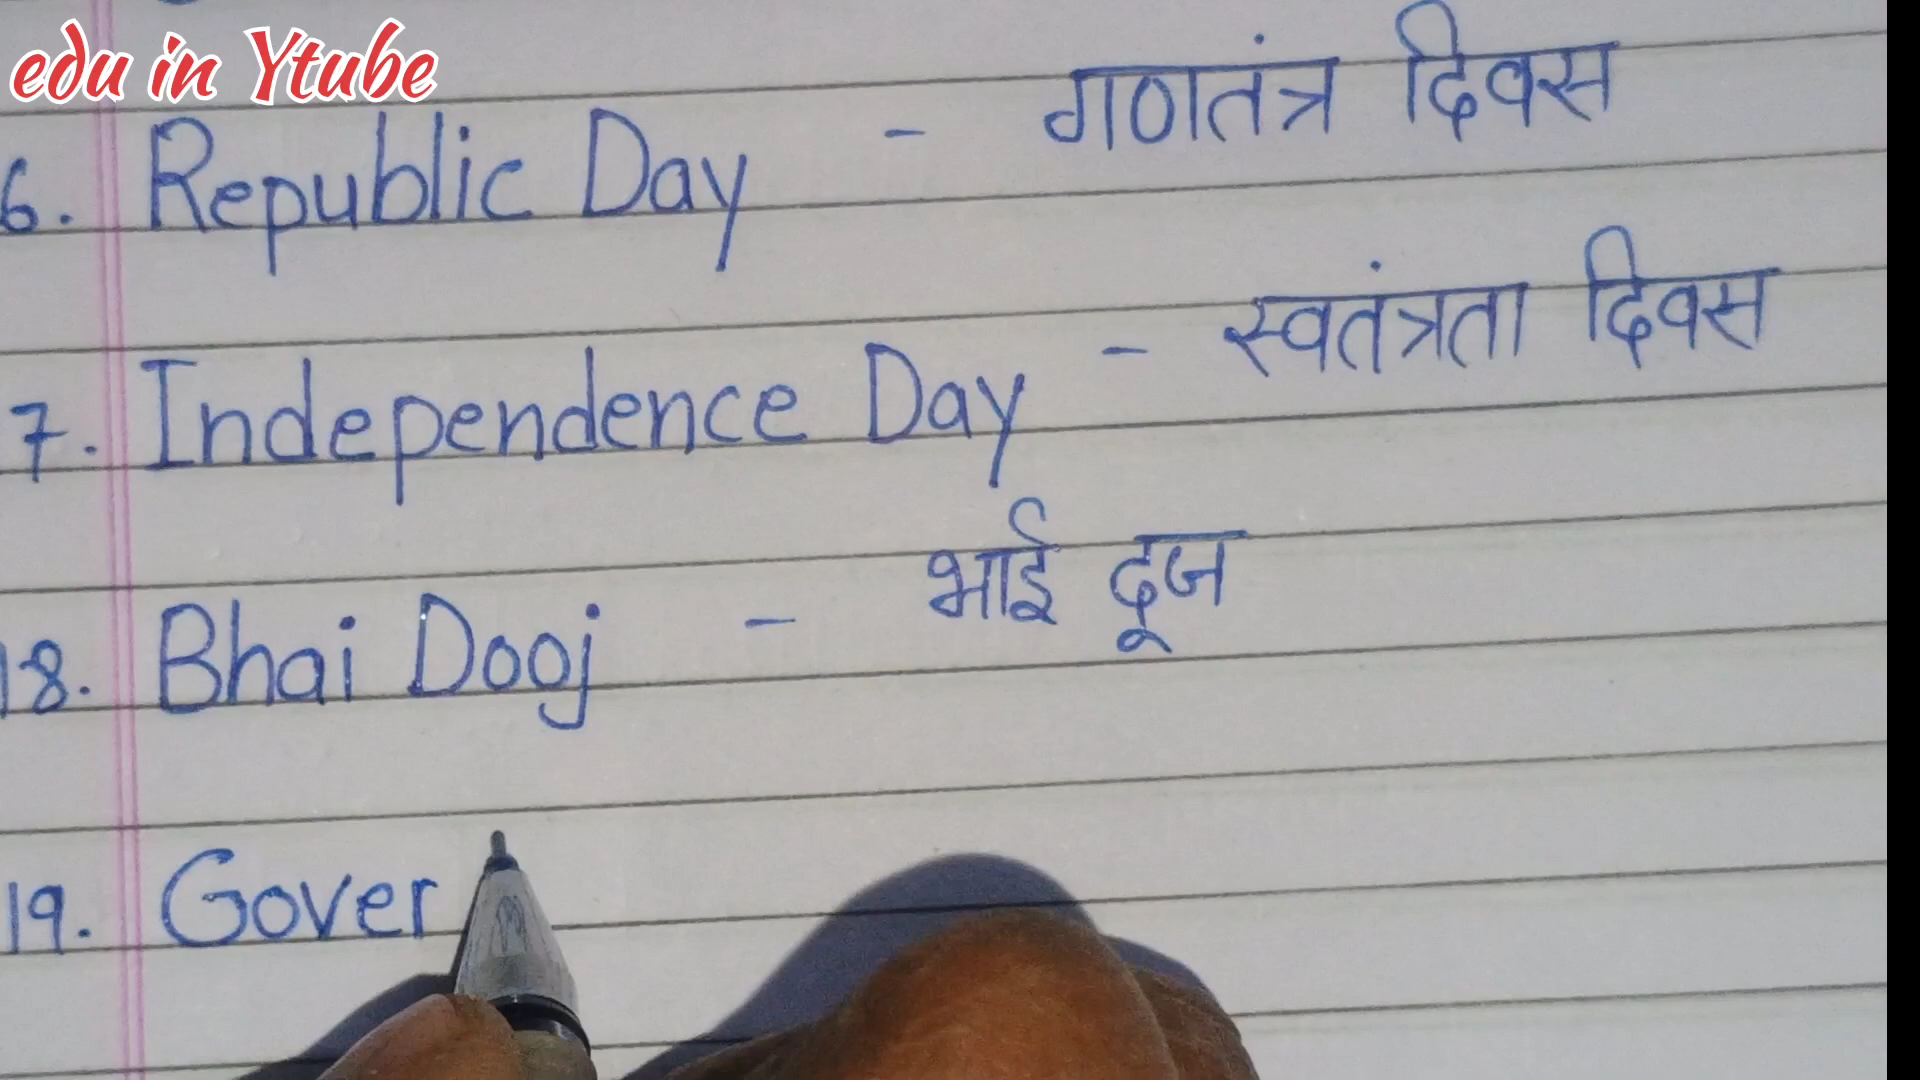 edu in Ytube
6. Republic Day - गणतंत्र दिवस
7. Independence Day - स्वतंत्रता दिवस
18. Bhai Dooj - भाई दूज
19. Gover